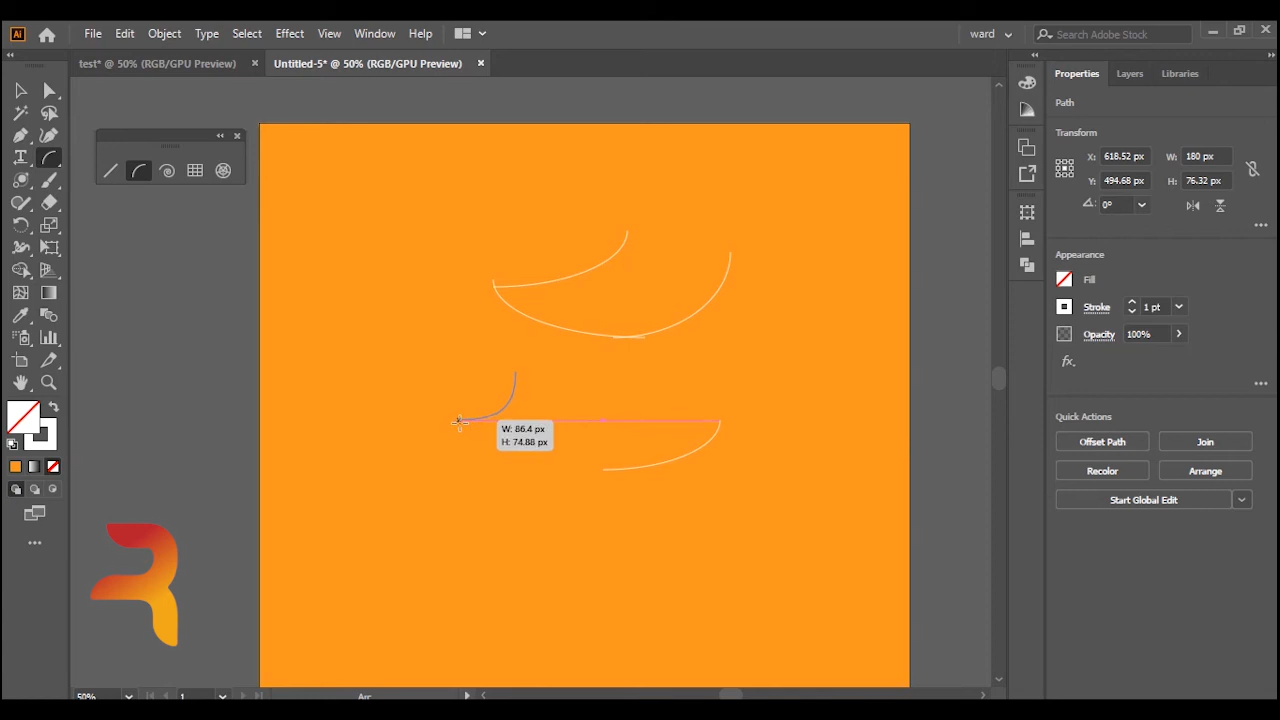 Ai File Edit Object Type Select Effect View Window Help ward Search Adobe Stock
test* @ 50% (RGB/GPU Preview) Untitled-5* @ 50% (RGB/GPU Preview)
Properties Layers Libraries
Path
Transform
X: 618.52 px W: 180 px
Y: 494.68 px H: 76.32 px
0°
Appearance
Fill
Stroke 1 pt
Opacity 100%
fx
Quick Actions
Offset Path Join
Recolor Arrange
Start Global Edit
W: 86.4 px
H: 74.88 px
50% 1 Arc